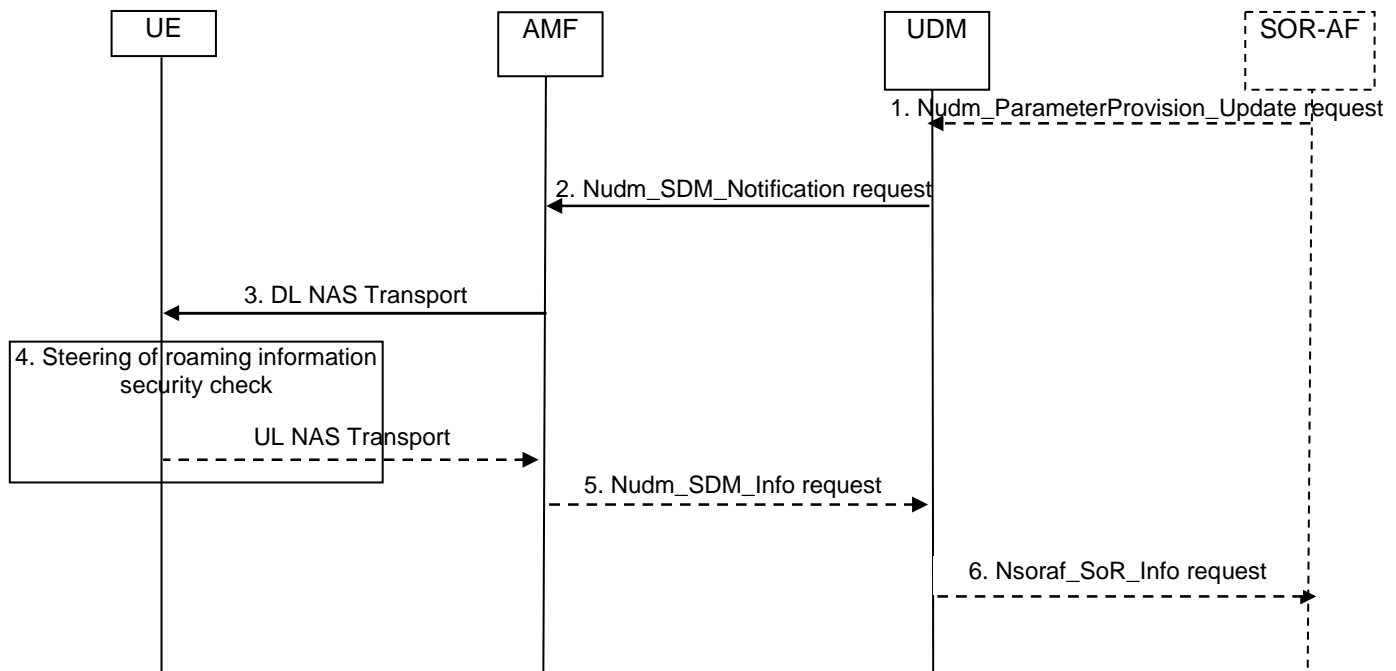 UE
AMF
UDM
SOR-AF
1. Nudm_ParameterProvision_Update request
2. Nudm_SDM_Notification request
3. DL NAS Transport
4. Steering of roaming information
security check
UL NAS Transport
5. Nudm_SDM_Info request
6. Nsoraf_SoR_Info request